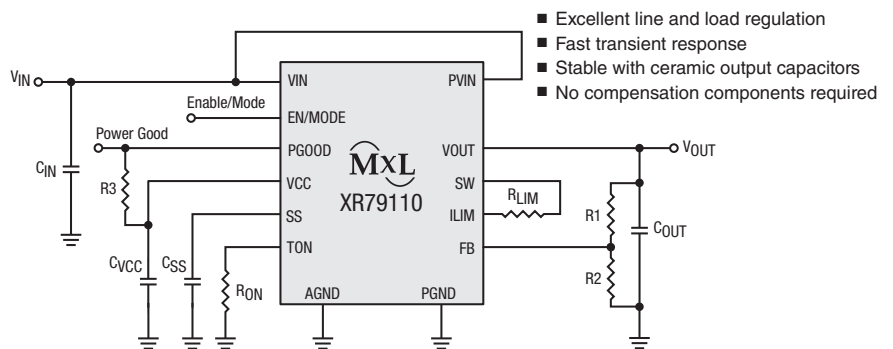 ■ Excellent line and load regulation
■ Fast transient response
■ Stable with ceramic output capacitors
■ No compensation components required
VIN
VIN
PVIN
Enable/Mode
EN/MODE
Power Good
PGOOD
VOUT
VOUT
MXL
XR79110
CIN
R3
VCC
SW
RLIM
SS
ILIM
R1
COUT
TON
FB
CVCC
CSS
RON
R2
AGND
PGND